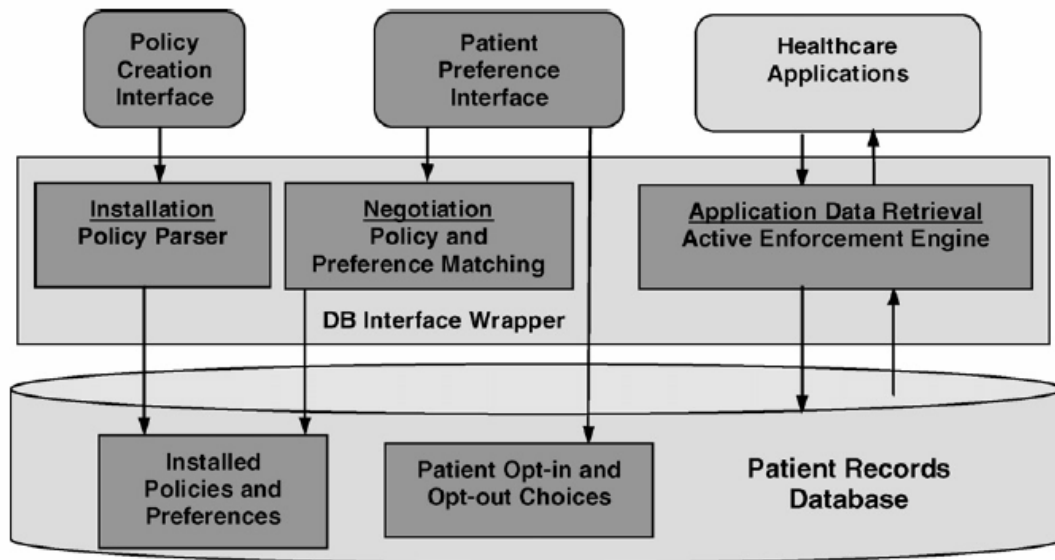 Policy
Creation
Interface
Patient
Preference
Interface
Healthcare
Applications
Installation
Policy Parser
Negotiation
Policy and
Preference Matching
Application Data Retrieval
Active Enforcement Engine
DB Interface Wrapper
Installed
Policies and
Preferences
Patient Opt-in and
Opt-out Choices
Patient Records
Database